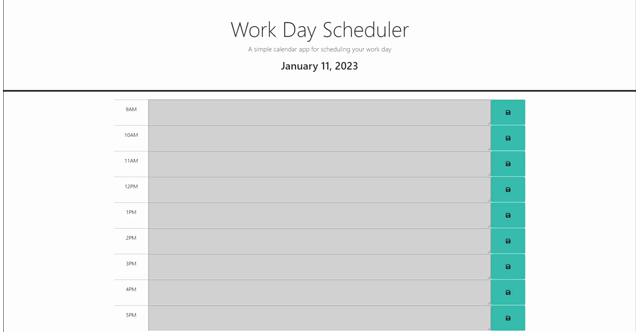 Work Day Scheduler
A simple calendar app for scheduling your work day
January 11, 2023
9AM
10AM
11AM
12PM
1PM
2PM
3PM
4PM
5PM